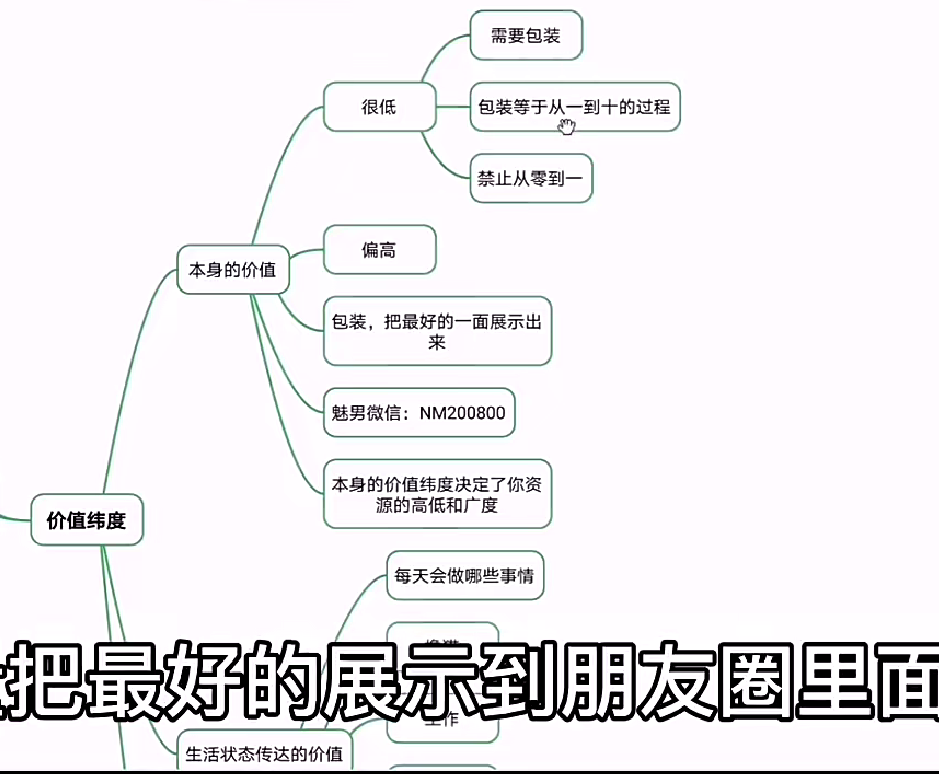 需要包装
很低
包装等于从一到十的过程
禁止从零到一
偏高
本身的价值
包装，把最好的一面展示出
来
魅男微信：NM200800
本身的价值纬度决定了你资
源的高低和广度
价值纬度
每天会做哪些事情
把最好的展示到朋友圈里面
工作
生活状态传达的价值